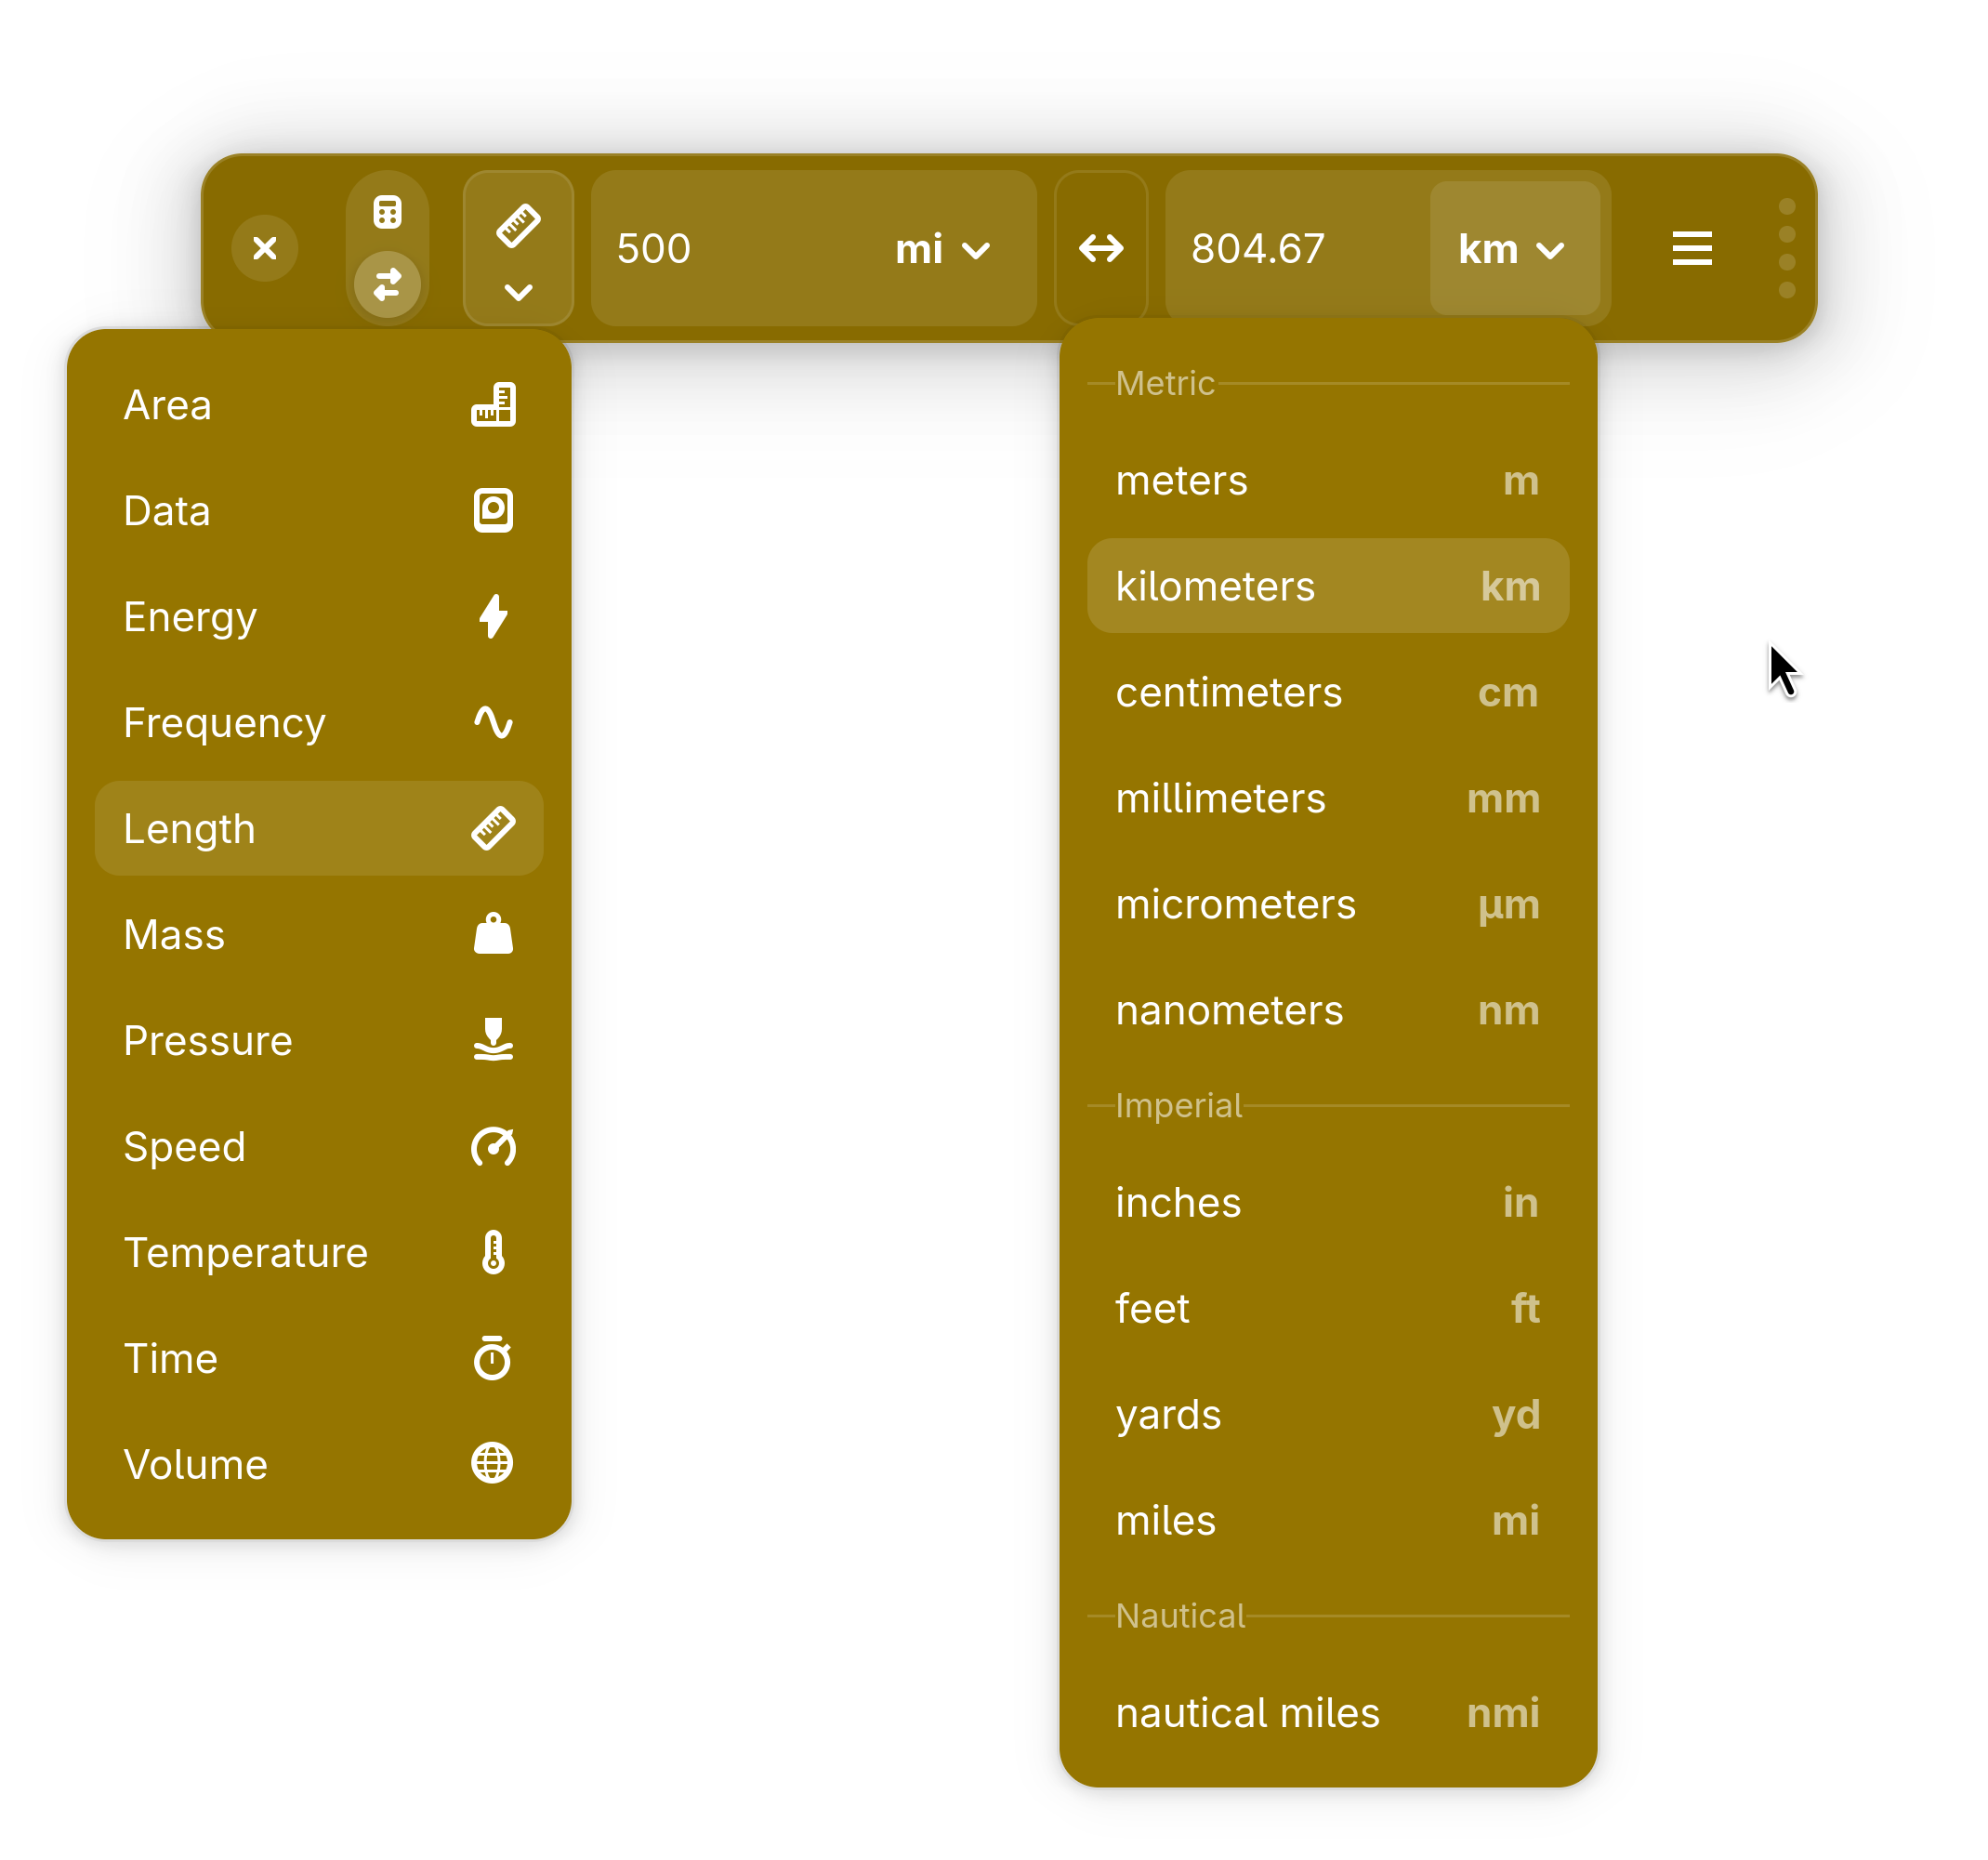 500 mi 804.67 km
Area
Data
Energy
Frequency
Length
Mass
Pressure
Speed
Temperature
Time
Volume
Metric
meters m
kilometers km
centimeters cm
millimeters mm
micrometers µm
nanometers nm
Imperial
inches in
feet ft
yards yd
miles mi
Nautical
nautical miles nmi